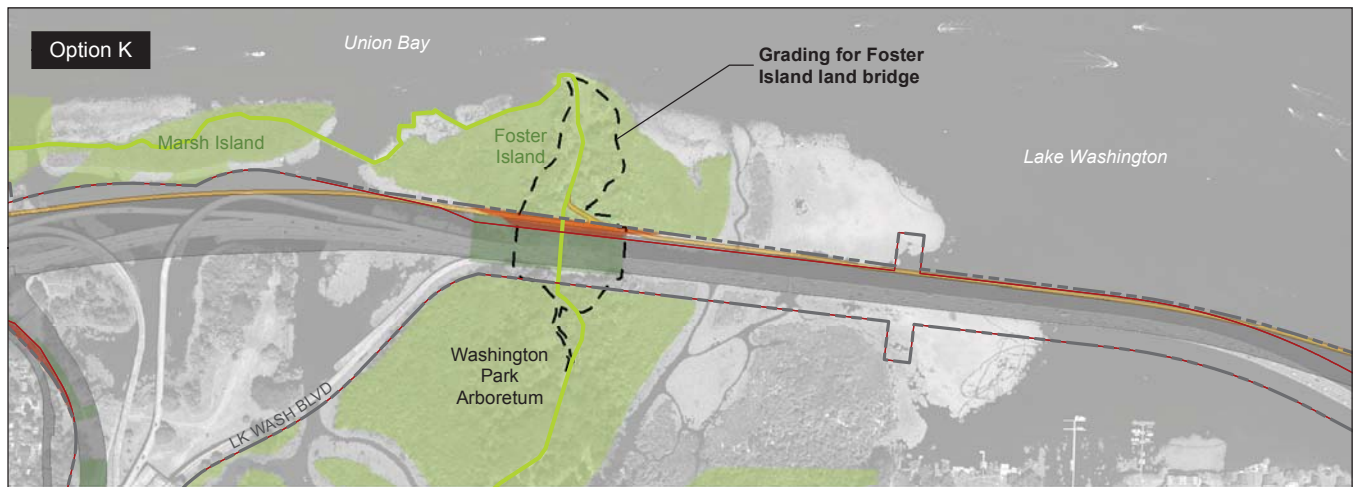 Option K
Union Bay
Grading for Foster
Island land bridge
Marsh Island
Foster
Island
Lake Washington
Washington
Park
Arboretum
LK WASH BLVD